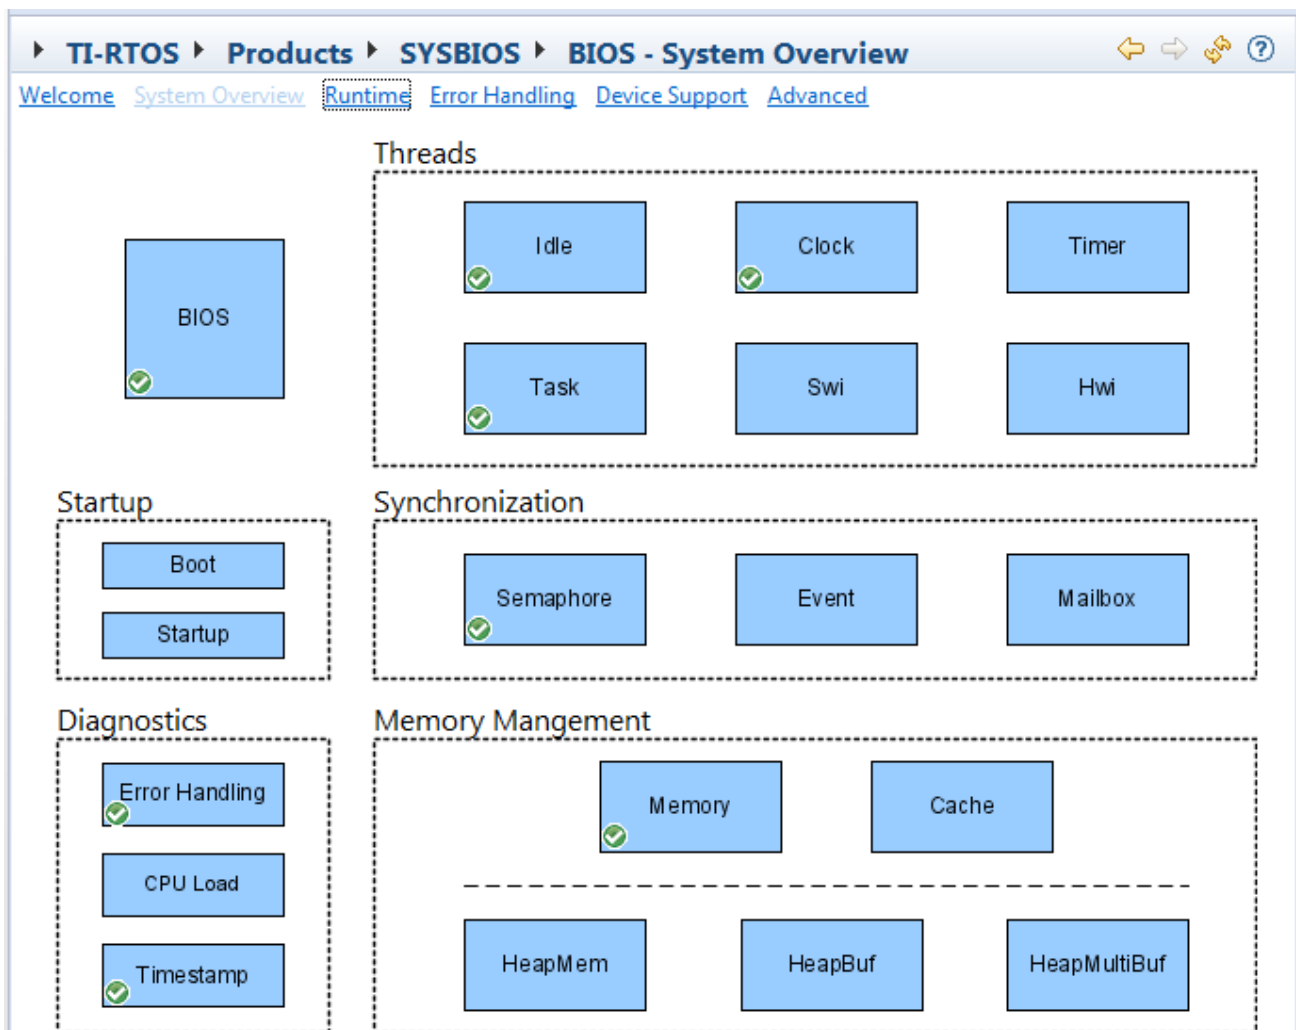 TI-RTOS Products SYSBIOS BIOS - System Overview
Welcome System Overview Runtime Error Handling Device Support Advanced
Threads
Idle Clock Timer
BIOS
Task Swi Hwi
Startup
Boot
Startup
Synchronization
Semaphore Event Mailbox
Diagnostics
Error Handling
CPU Load
Timestamp
Memory Mangement
Memory Cache
HeapMem HeapBuf HeapMultiBuf